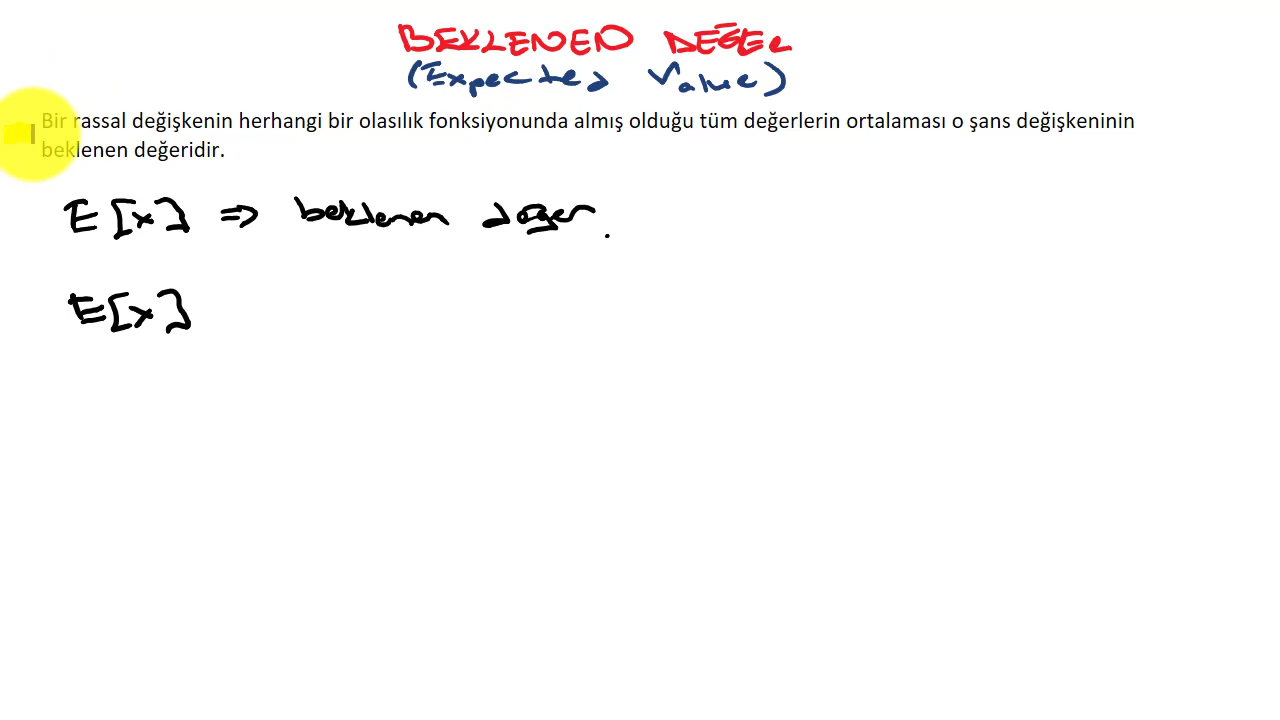 BEKLENEN DEĞER
(Expected Value)
Bir rassal değişkenin herhangi bir olasılık fonksiyonunda almış olduğu tüm değerlerin ortalaması o şans değişkeninin
beklenen değeridir.
E[x] ⇒ beklenen değer.
E[x]